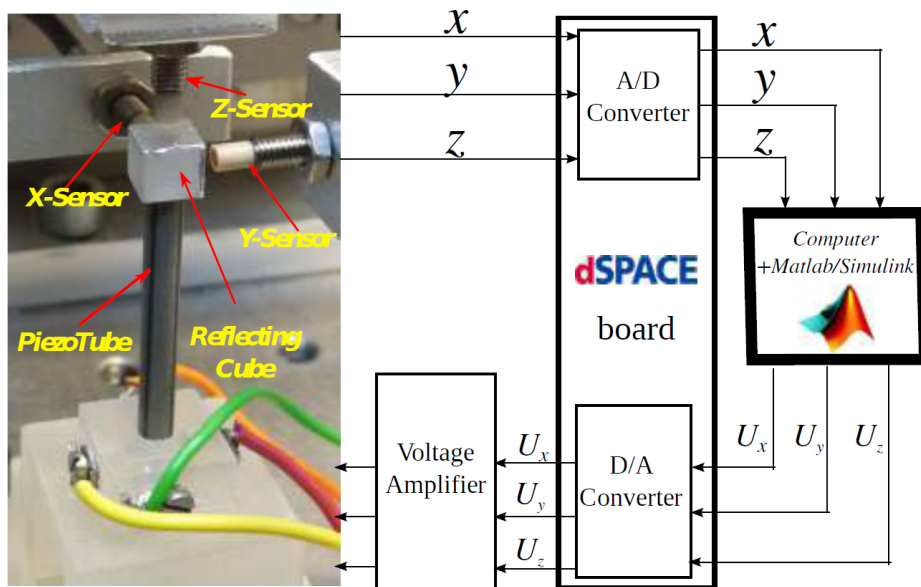 Z-Sensor
X-Sensor
Y-Sensor
PiezoTube
Reflecting
Cube
x
y
z
A/D
Converter
x
y
z
dSPACE
board
Computer
+Matlab/Simulink
Voltage
Amplifier
U_x
U_y
U_z
D/A
Converter
U_x
U_y
U_z